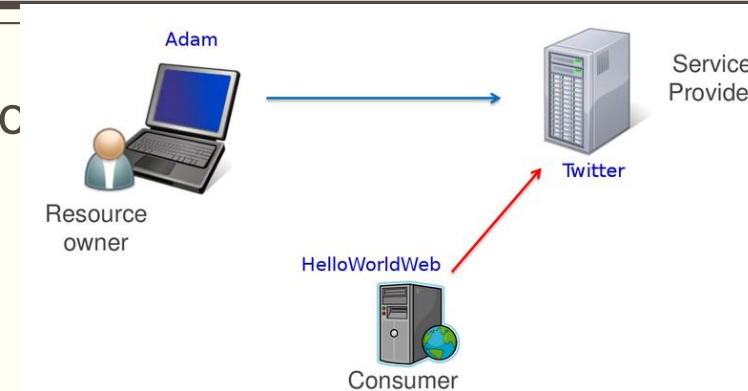 Adam
Service
Provide
Twitter
Resource
owner
HelloWorldWeb
Consumer